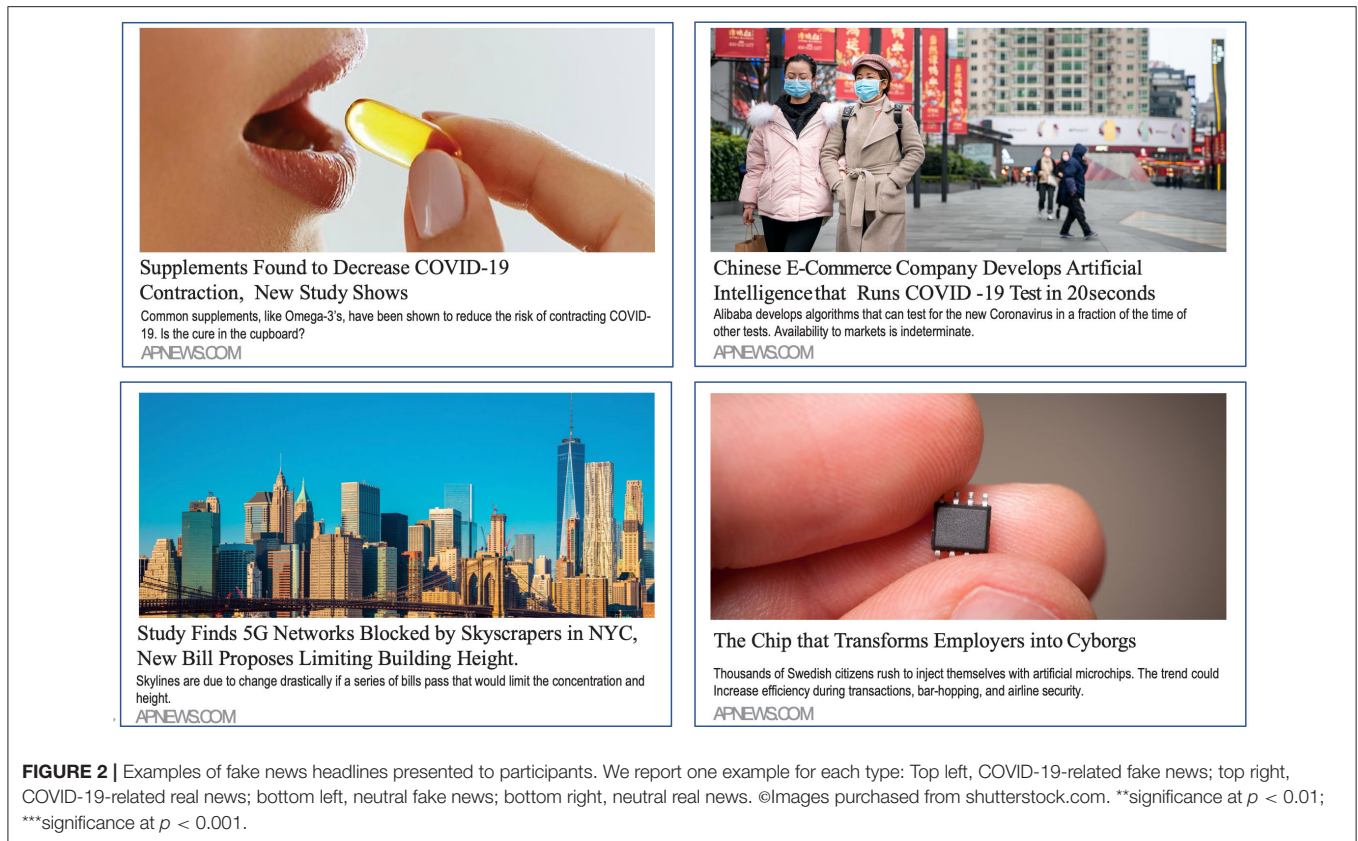 Supplements Found to Decrease COVID-19
Contraction, New Study Shows
Common supplements, like Omega-3's, have been shown to reduce the risk of contracting COVID-
19. Is the cure in the cupboard?
APNEWS.COM
Chinese E-Commerce Company Develops Artificial
Intelligencethat Runs COVID -19 Test in 20seconds
Alibaba develops algorithms that can test for the new Coronavirus in a fraction of the time of
other tests. Availability to markets is indeterminate.
APNEWS.COM
Study Finds 5G Networks Blocked by Skyscrapers in NYC,
New Bill Proposes Limiting Building Height.
Skylines are due to change drastically if a series of bills pass that would limit the concentration and
height.
APNEWS.COM
The Chip that Transforms Employers into Cyborgs
Thousands of Swedish citizens rush to inject themselves with artificial microchips. The trend could
Increase efficiency during transactions, bar-hopping, and airline security.
APNEWS.COM
FIGURE 2 | Examples of fake news headlines presented to participants. We report one example for each type: Top left, COVID-19-related fake news; top right,
COVID-19-related real news; bottom left, neutral fake news; bottom right, neutral real news. ©Images purchased from shutterstock.com. **significance at p < 0.01;
***significance at p < 0.001.